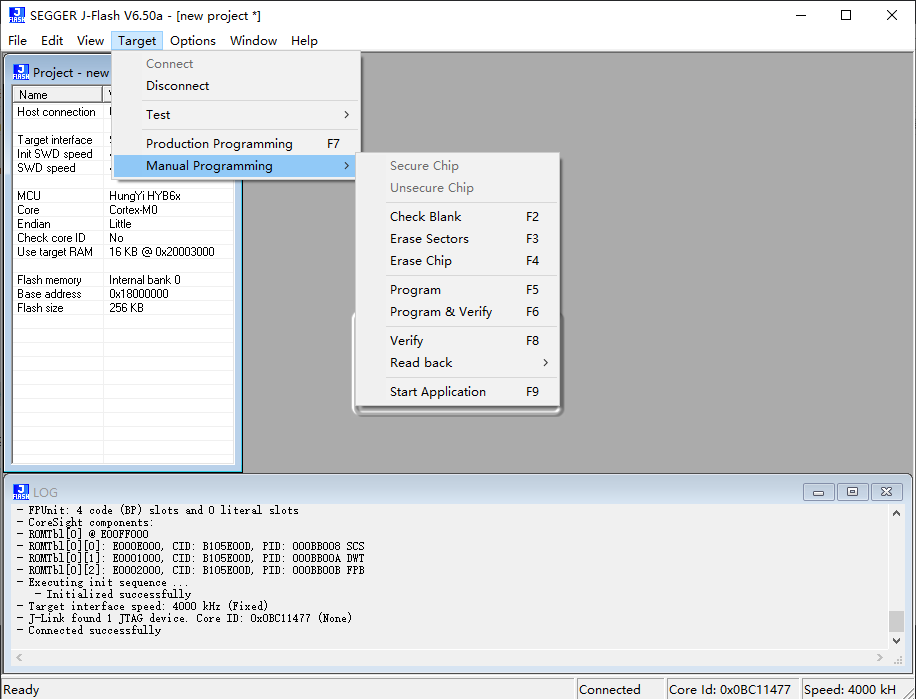 SEGGER J-Flash V6.50a - [new project *]
File Edit View Target Options Window Help
Project - new
Name
Host connection
Target interface
Init SWD speed
SWD speed
MCU HungYi HYB6x
Core Cortex-M0
Endian Little
Check core ID No
Use target RAM 16 KB @ 0x20003000
Flash memory Internal bank 0
Base address 0x18000000
Flash size 256 KB
Connect
Disconnect
Test
Production Programming F7
Manual Programming
Secure Chip
Unsecure Chip
Check Blank F2
Erase Sectors F3
Erase Chip F4
Program F5
Program & Verify F6
Verify F8
Read back
Start Application F9
LOG
- FPUnit: 4 code (BP) slots and 0 literal slots
- CoreSight components:
- ROMTbl[0] @ E00FF000
- ROMTbl[0][0]: E000E000, CID: B105E00D, PID: 000BB008 SCS
- ROMTbl[0][1]: E0001000, CID: B105E00D, PID: 000BB00A DWT
- ROMTbl[0][2]: E0002000, CID: B105E00D, PID: 000BB00B FPB
- Executing init sequence ...
- Initialized successfully
- Target interface speed: 4000 kHz (Fixed)
- J-Link found 1 JTAG device. Core ID: 0x0BC11477 (None)
- Connected successfully
Ready
Connected
Core Id: 0x0BC11477
Speed: 4000 kH